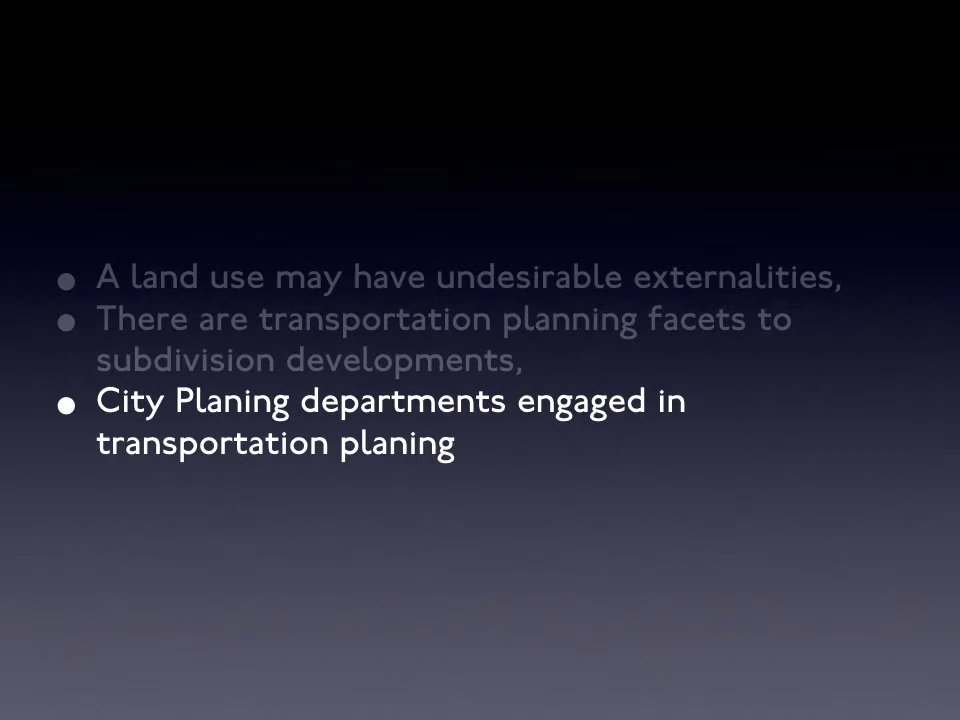 • A land use may have undesirable externalities,
• There are transportation planning facets to
subdivision developments,
• City Planing departments engaged in
transportation planing